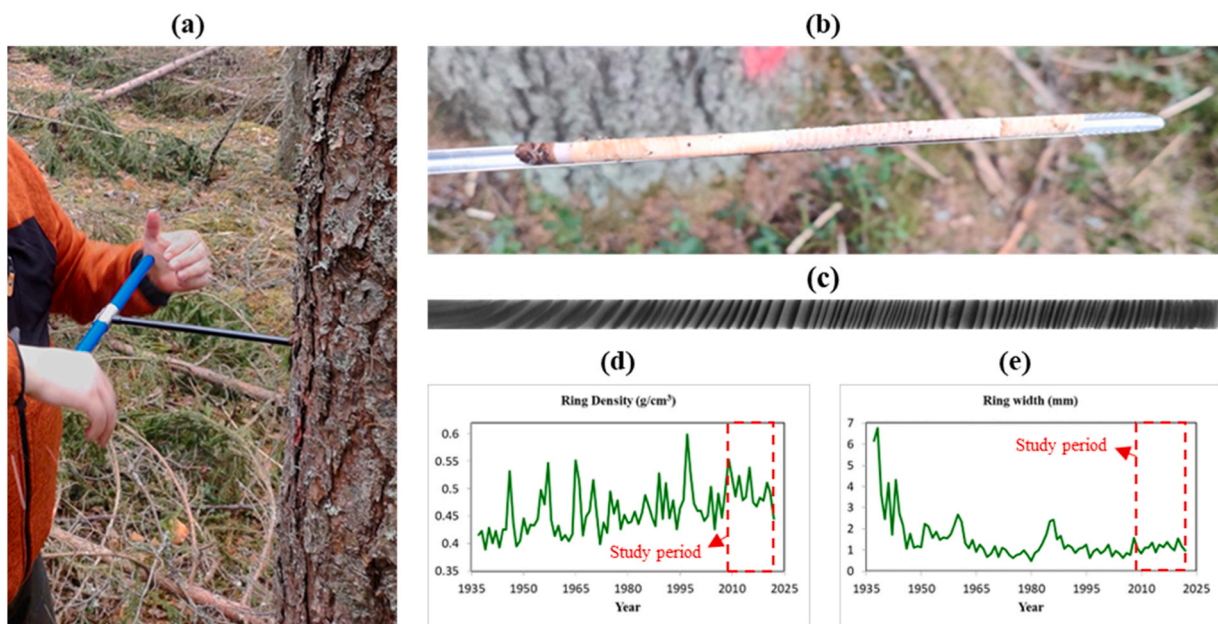 (a)
(b)
(c)
(d)
(e)
Ring Density (g/cm³)
0.6
0.55
0.5
0.45
0.4
0.35
Study period
1935 1950 1965 1980 1995 2010 2025
Year
Ring width (mm)
7
6
5
4
3
2
1
0
Study period
1935 1950 1965 1980 1995 2010 2025
Year